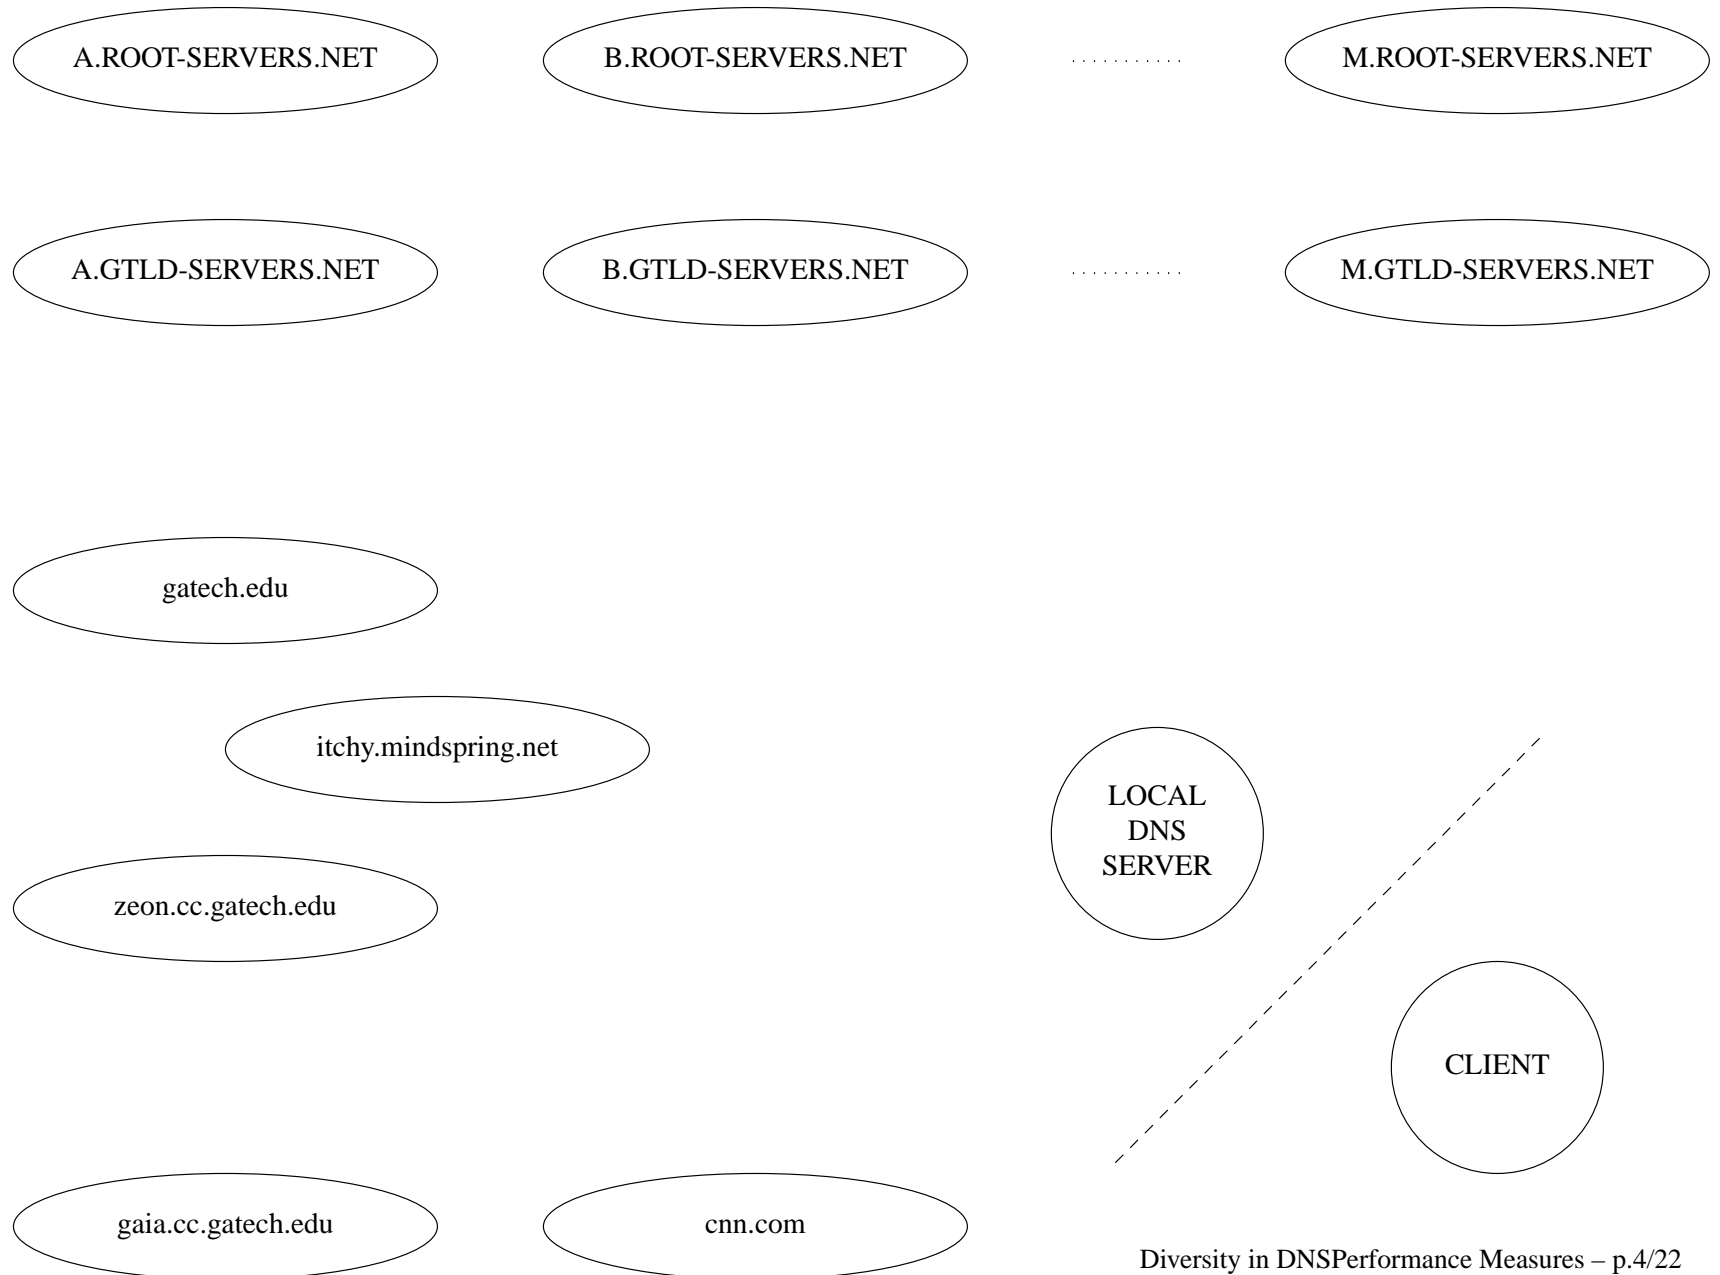 A.ROOT-SERVERS.NET
B.ROOT-SERVERS.NET
...........
M.ROOT-SERVERS.NET
A.GTLD-SERVERS.NET
B.GTLD-SERVERS.NET
...........
M.GTLD-SERVERS.NET
gatech.edu
itchy.mindspring.net
LOCAL
DNS
SERVER
zeon.cc.gatech.edu
CLIENT
gaia.cc.gatech.edu
cnn.com
Diversity in DNSPerformance Measures – p.4/22